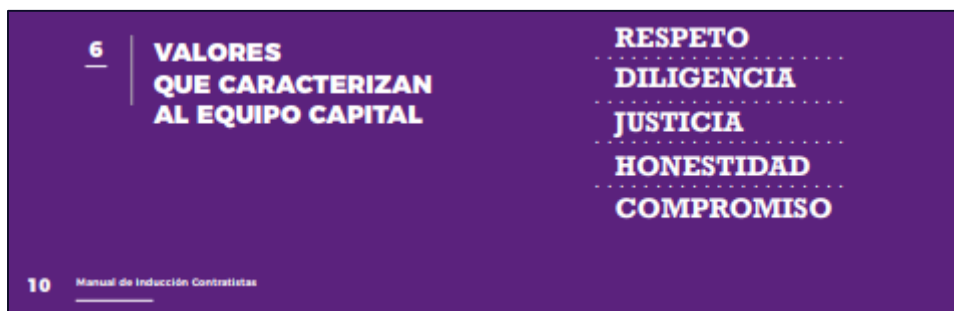 6
VALORES
QUE CARACTERIZAN
AL EQUIPO CAPITAL
RESPETO
DILIGENCIA
JUSTICIA
HONESTIDAD
COMPROMISO
10 Manual de Inducción Contratistas